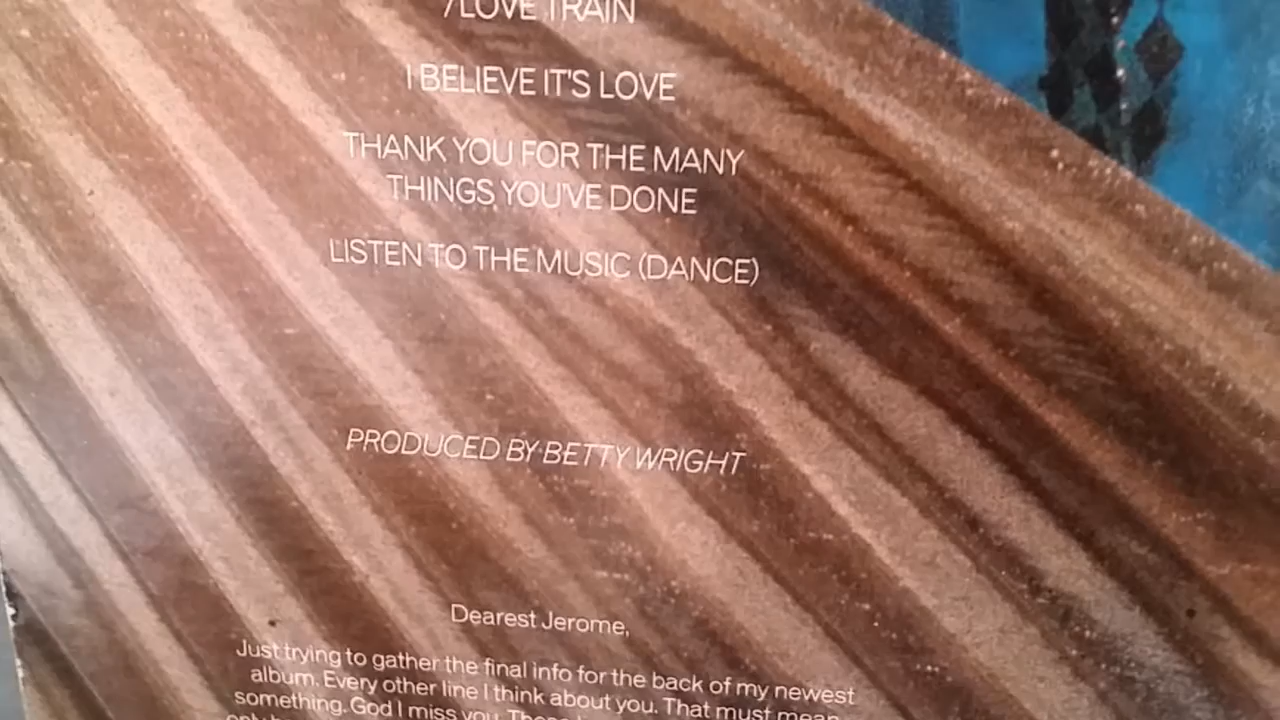 /LOVE TRAIN
I BELIEVE IT'S LOVE
THANK YOU FOR THE MANY
THINGS YOU'VE DONE
LISTEN TO THE MUSIC (DANCE)
PRODUCED BY BETTY WRIGHT
Dearest Jerome,
Just trying to gather the final info for the back of my newest
album. Every other line I think about you. That must mean
something. God I miss you.